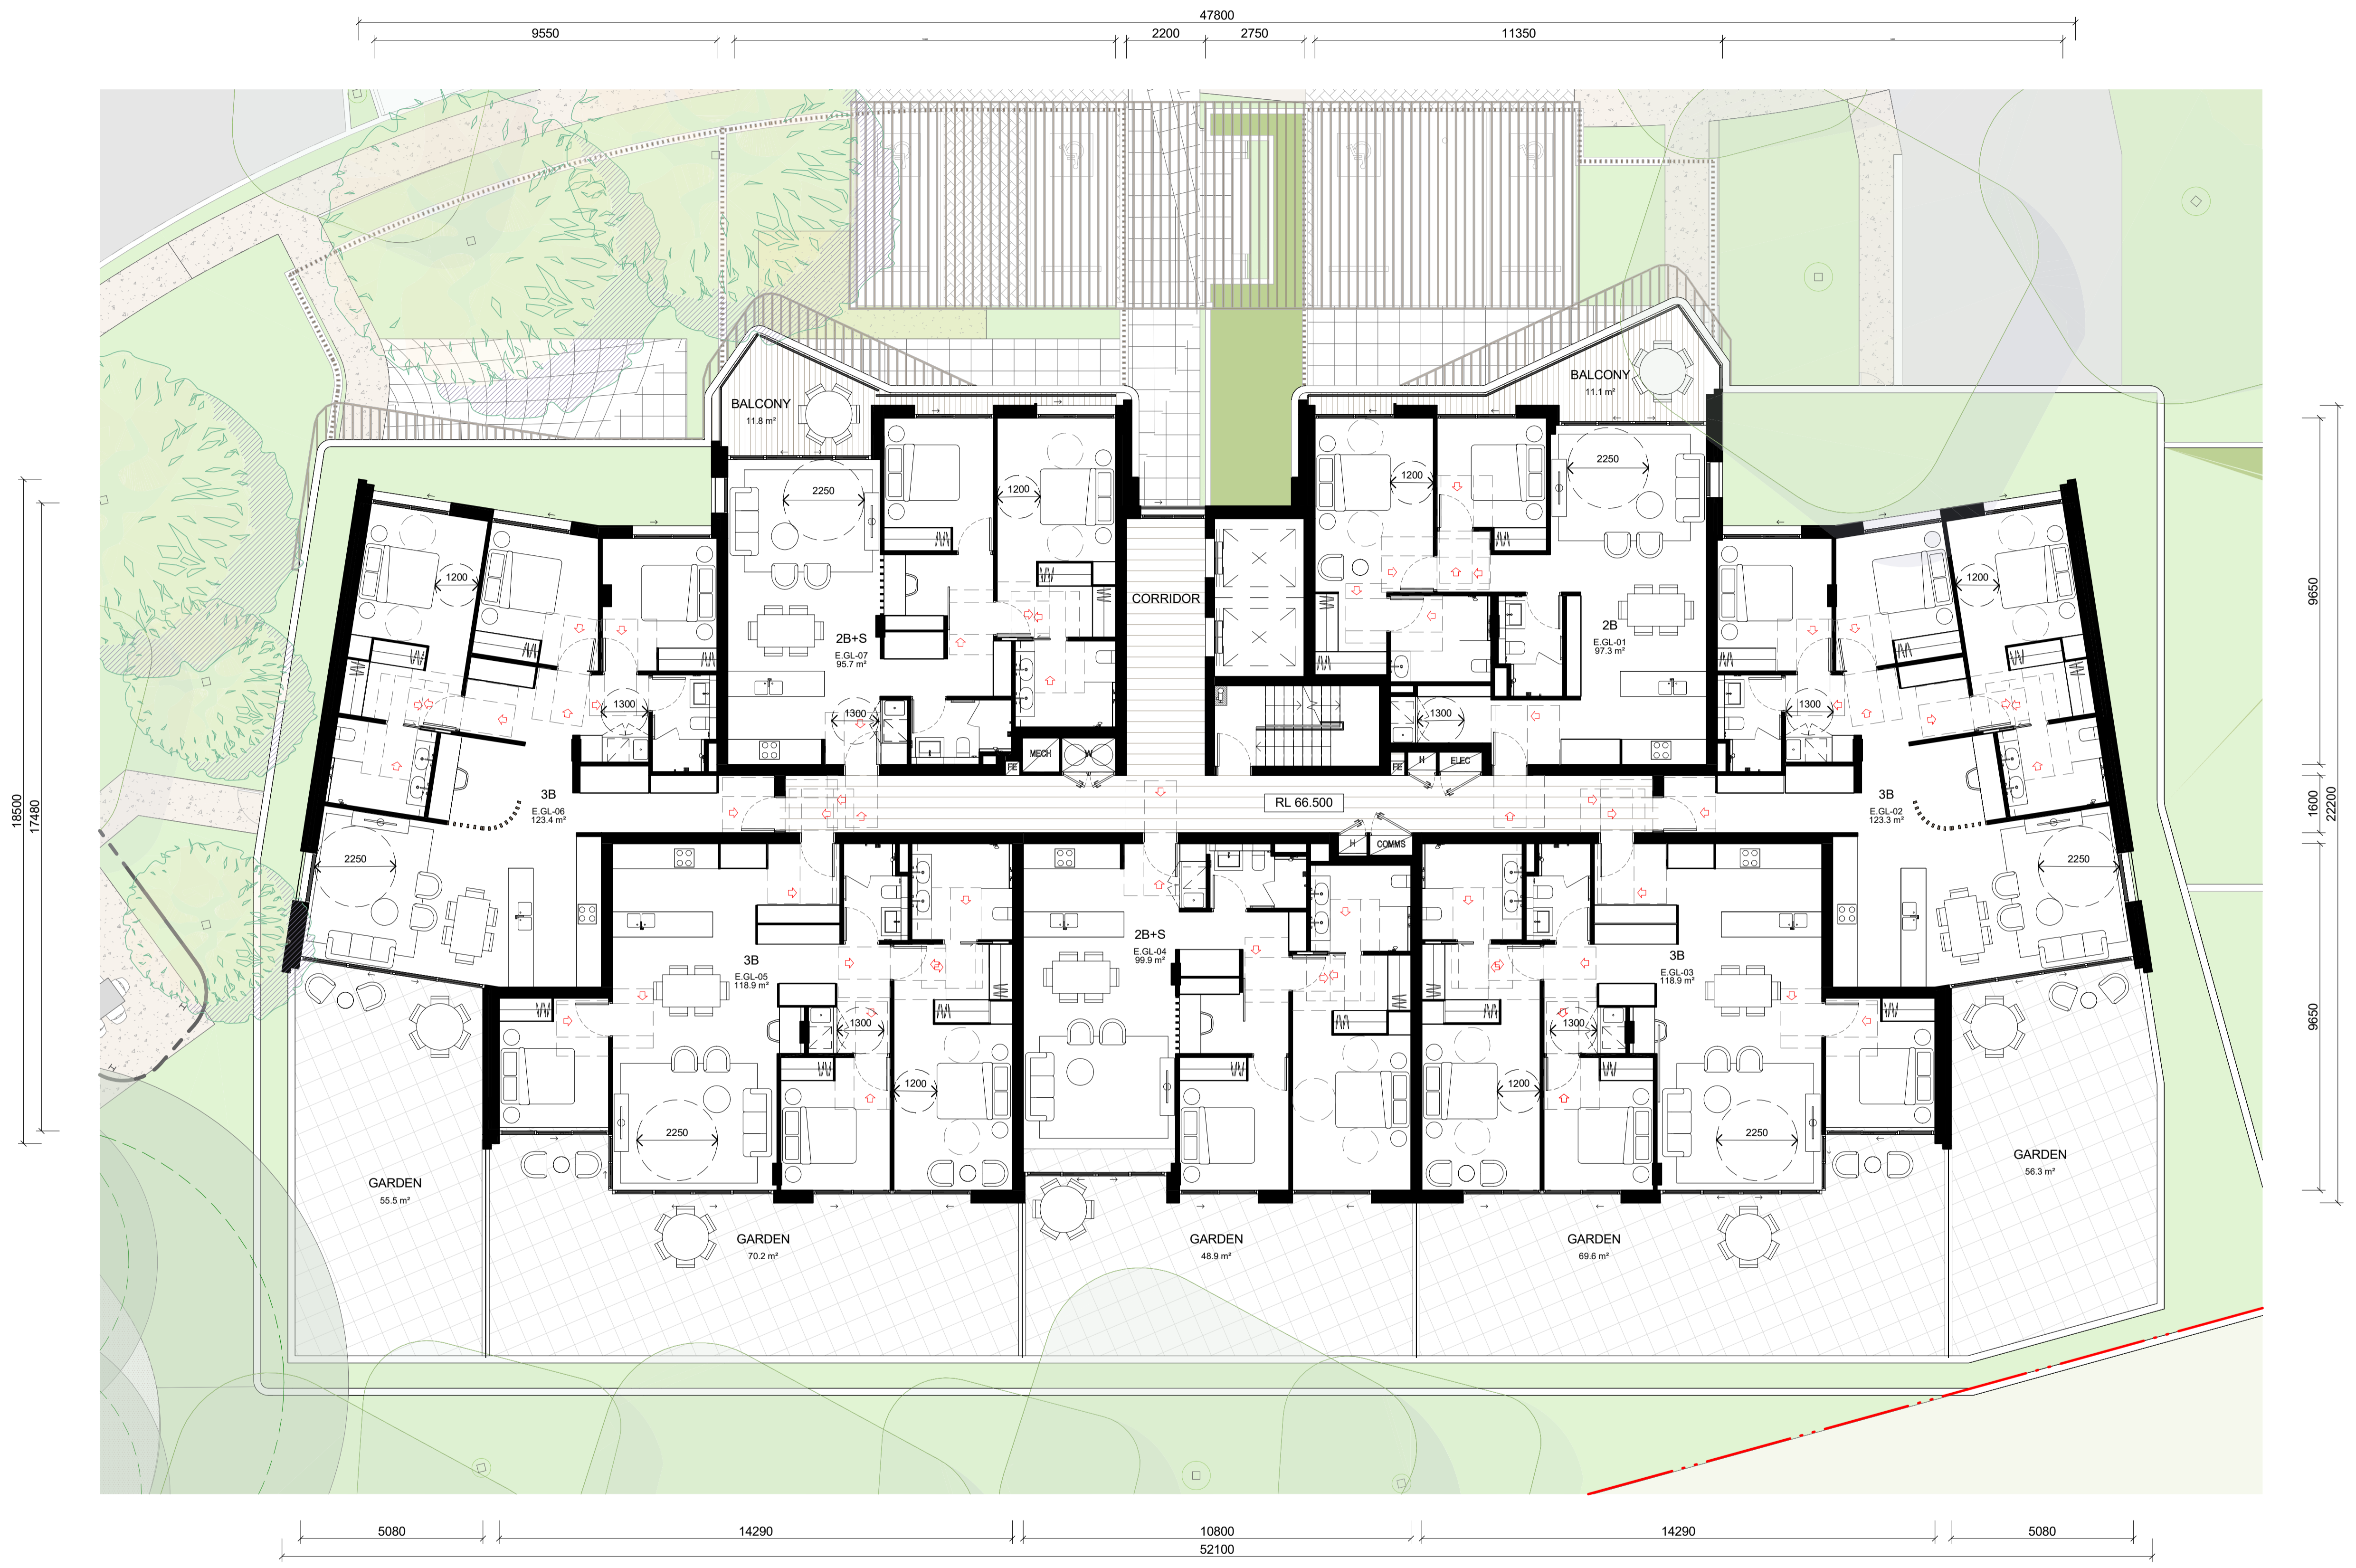 47800
9550
2200
2750
11350
BALCONY
11.1 m²
BALCONY
11.8 m²
1200
2250
1200
2250
1200
1200
1200
CORRIDOR
2B
E.GL-01
97.3 m²
2B+S
E.GL-07
95.7 m²
1300
1300
1300
1300
MECH
W
FE
FE
H
ELEC
3B
E.GL-06
123.4 m²
RL 66.500
3B
E.GL-02
123.3 m²
H
COMMS
2250
2250
2B+S
E.GL-04
99.9 m²
3B
E.GL-05
118.9 m²
3B
E.GL-03
118.9 m²
1300
1300
1200
1200
2250
2250
H
H
GARDEN
55.5 m²
GARDEN
56.3 m²
GARDEN
70.2 m²
GARDEN
48.9 m²
GARDEN
69.6 m²
18500
17480
9650
1600
22200
9650
5080
14290
10800
14290
5080
52100